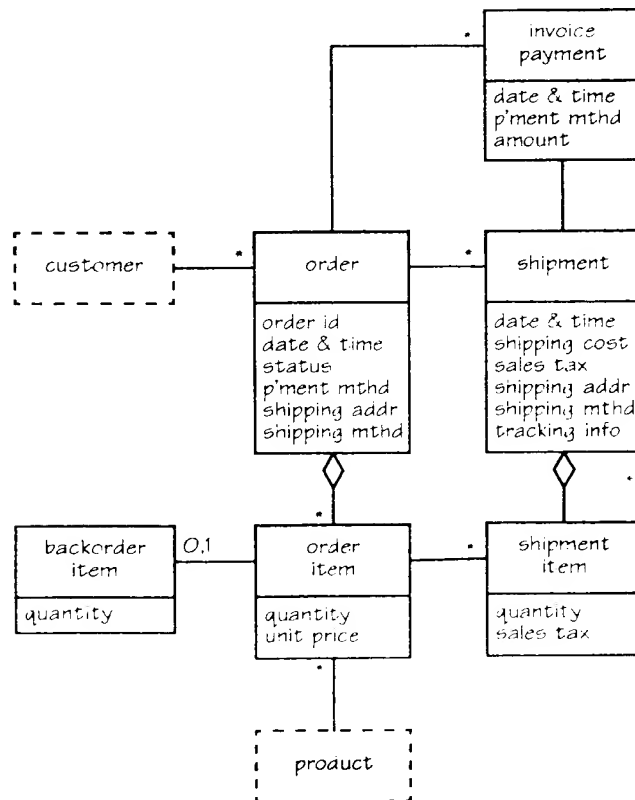 *
invoice
payment
date & time
p'ment mthd
amount
customer
*
order
*
shipment
order id
date & time
status
p'ment mthd
shipping addr
shipping mthd
date & time
shipping cost
sales tax
shipping addr
shipping mthd
tracking info
*
*
backorder
item
0,1
order
item
*
shipment
item
quantity
quantity
unit price
quantity
sales tax
*
product